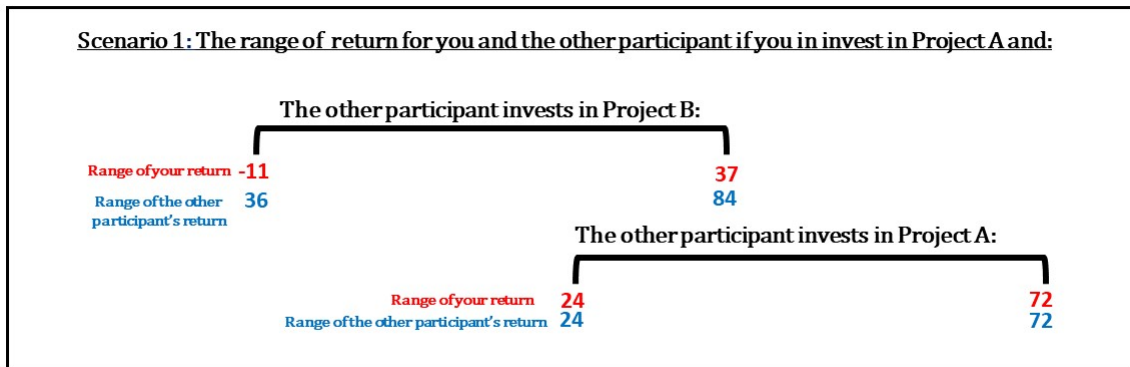 Scenario 1: The range of return for you and the other participant if you in invest in Project A and:
The other participant invests in Project B:
Range of your return -11 37
Range of the other 36 84
participant's return
The other participant invests in Project A:
Range of your return 24 72
Range of the other participant's return 24 72